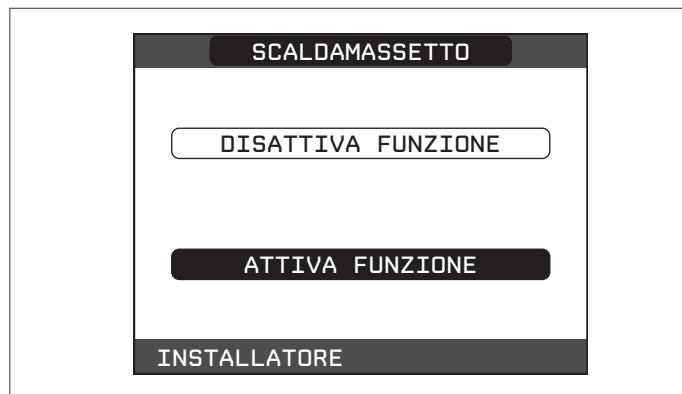 SCALDAMASSETTO
DISATTIVA FUNZIONE
ATTIVA FUNZIONE
INSTALLATORE